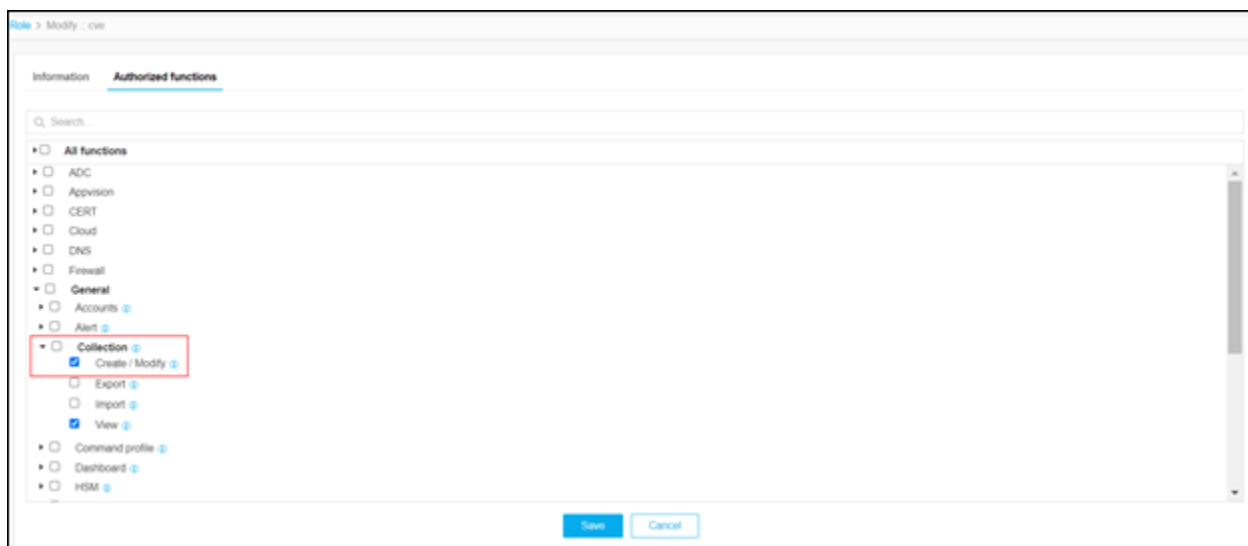 Role > Modify :: cve
Information Authorized functions
Search...
All functions
ADC
Appvision
CERT
Cloud
DNS
Firewall
General
Accounts
Alert
Collection
Create / Modify
Export
Import
View
Command profile
Dashboard
HSM
Save Cancel